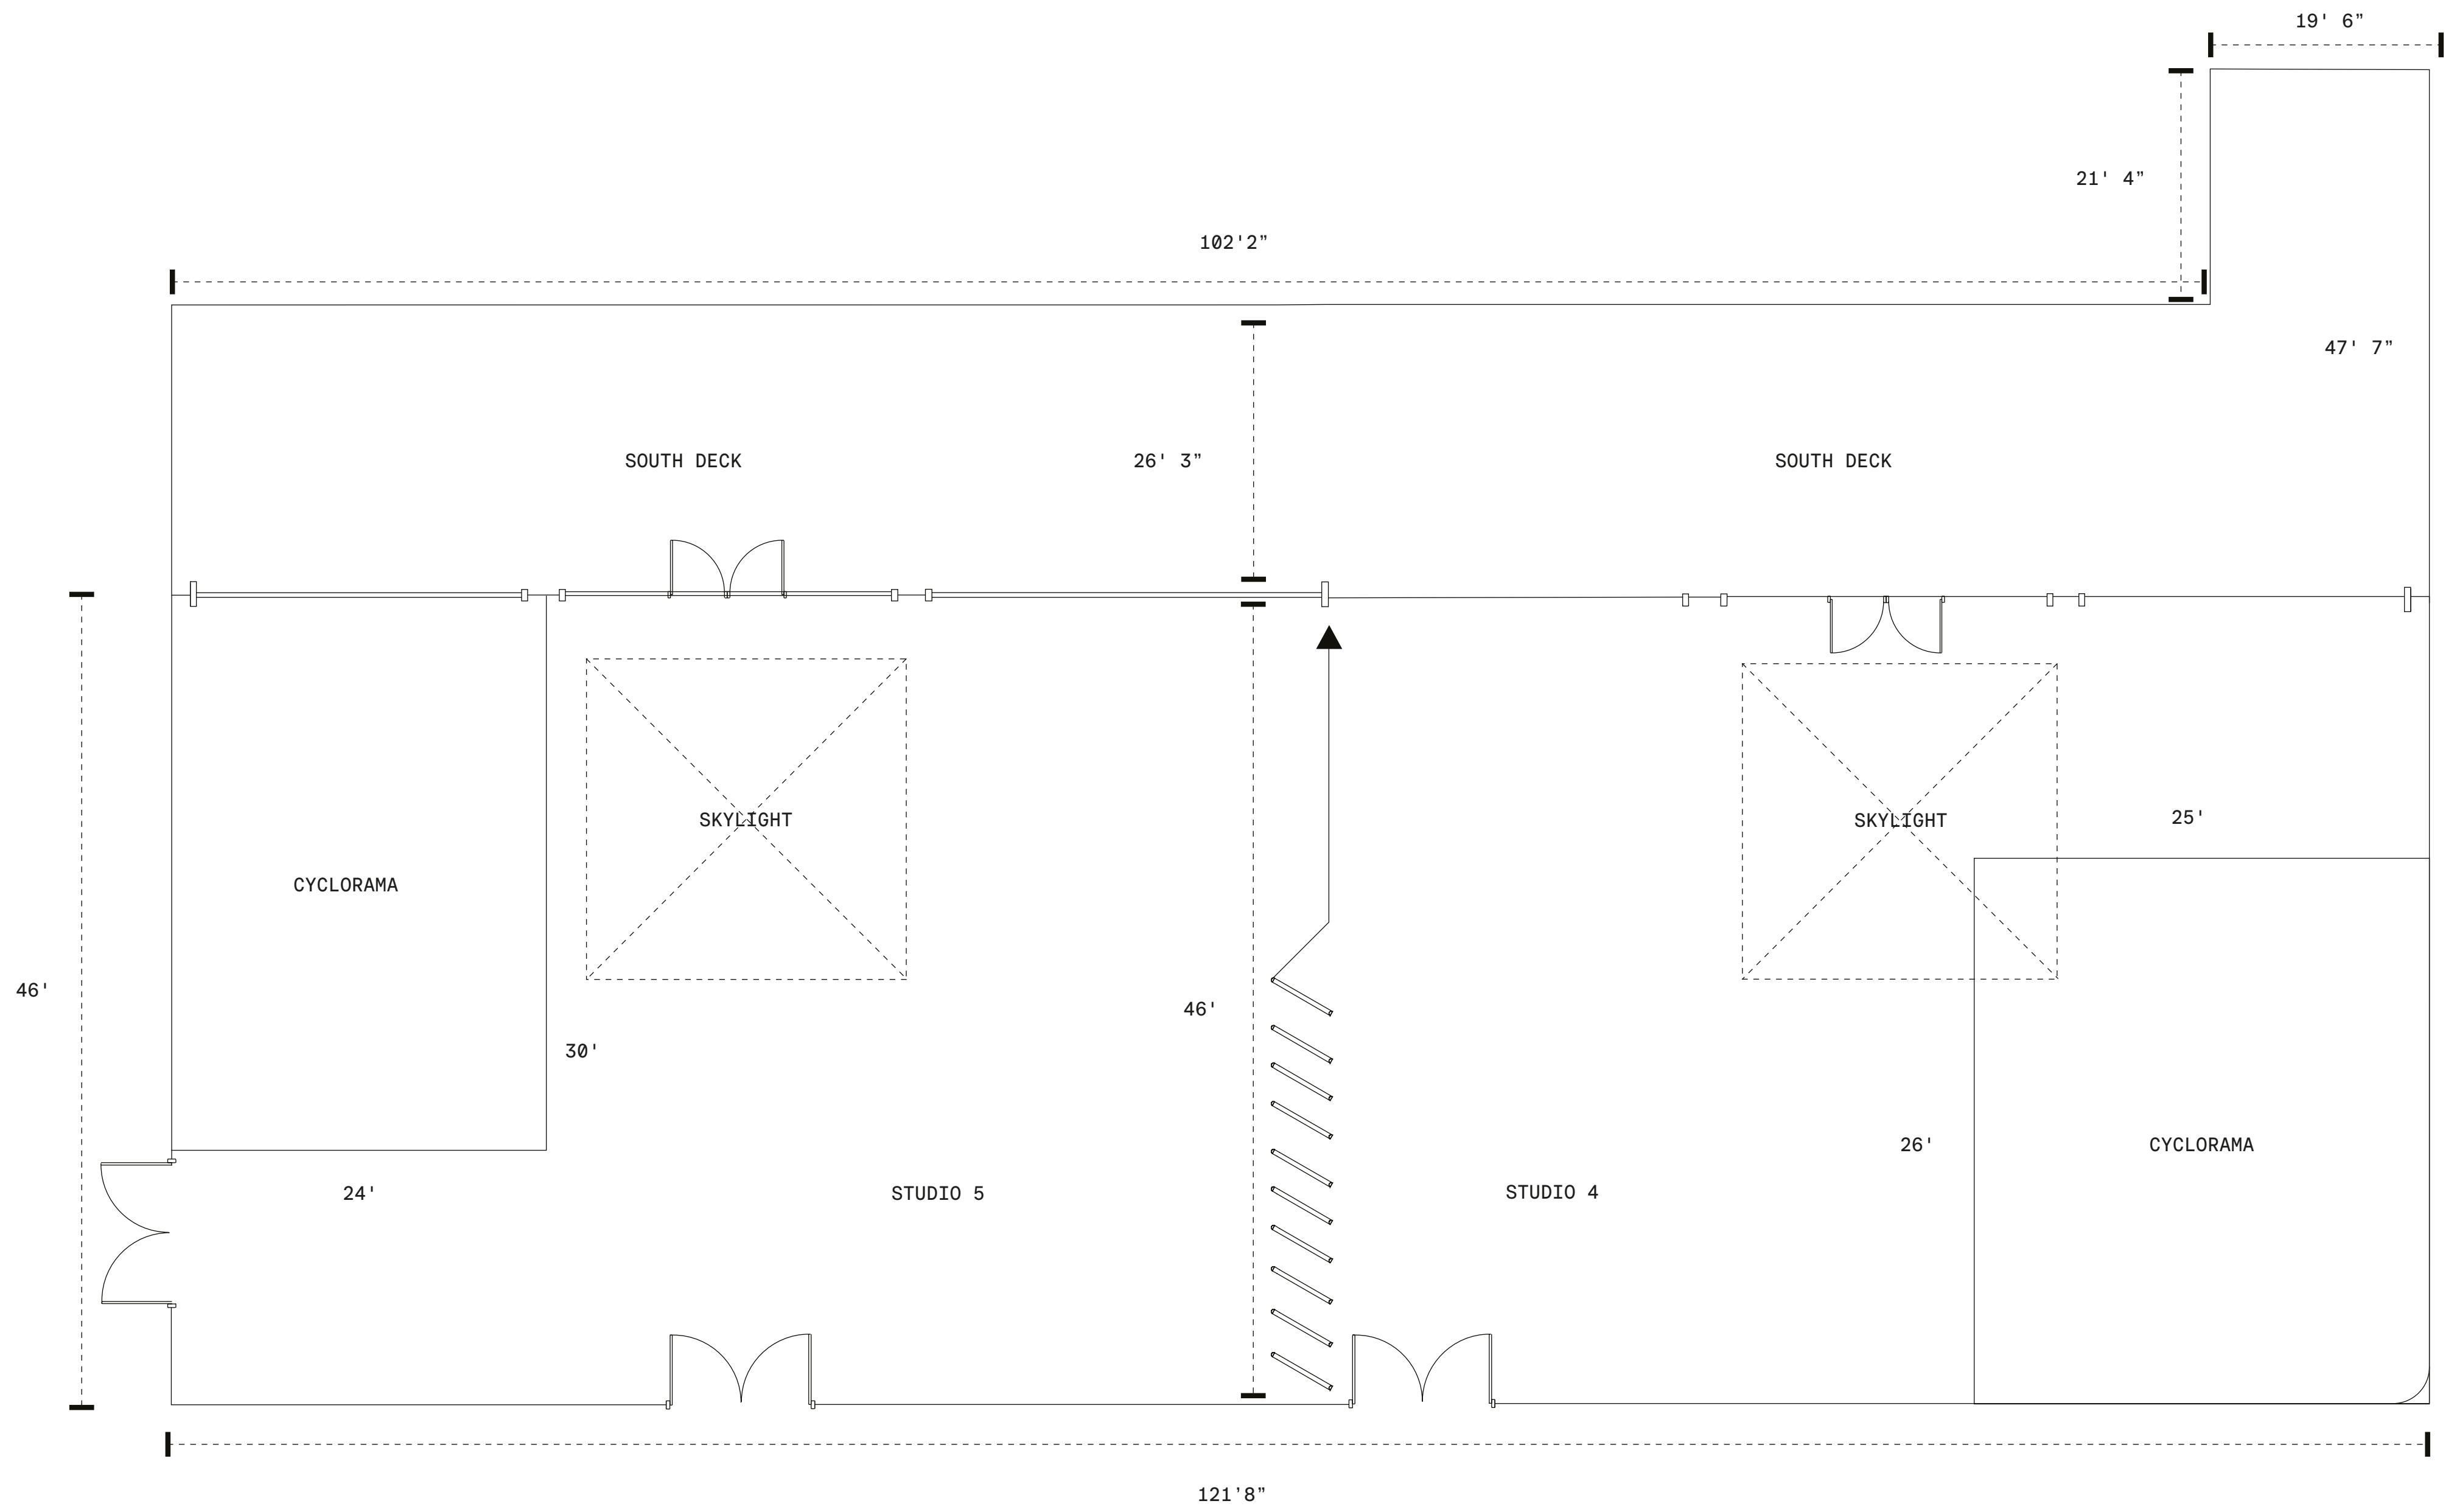 19' 6”
21' 4”
102'2”
47' 7”
SOUTH DECK
26' 3”
SOUTH DECK
SKYLIGHT
SKYLIGHT
25'
CYCLORAMA
46'
46'
30'
26'
CYCLORAMA
24'
STUDIO 5
STUDIO 4
121’8”